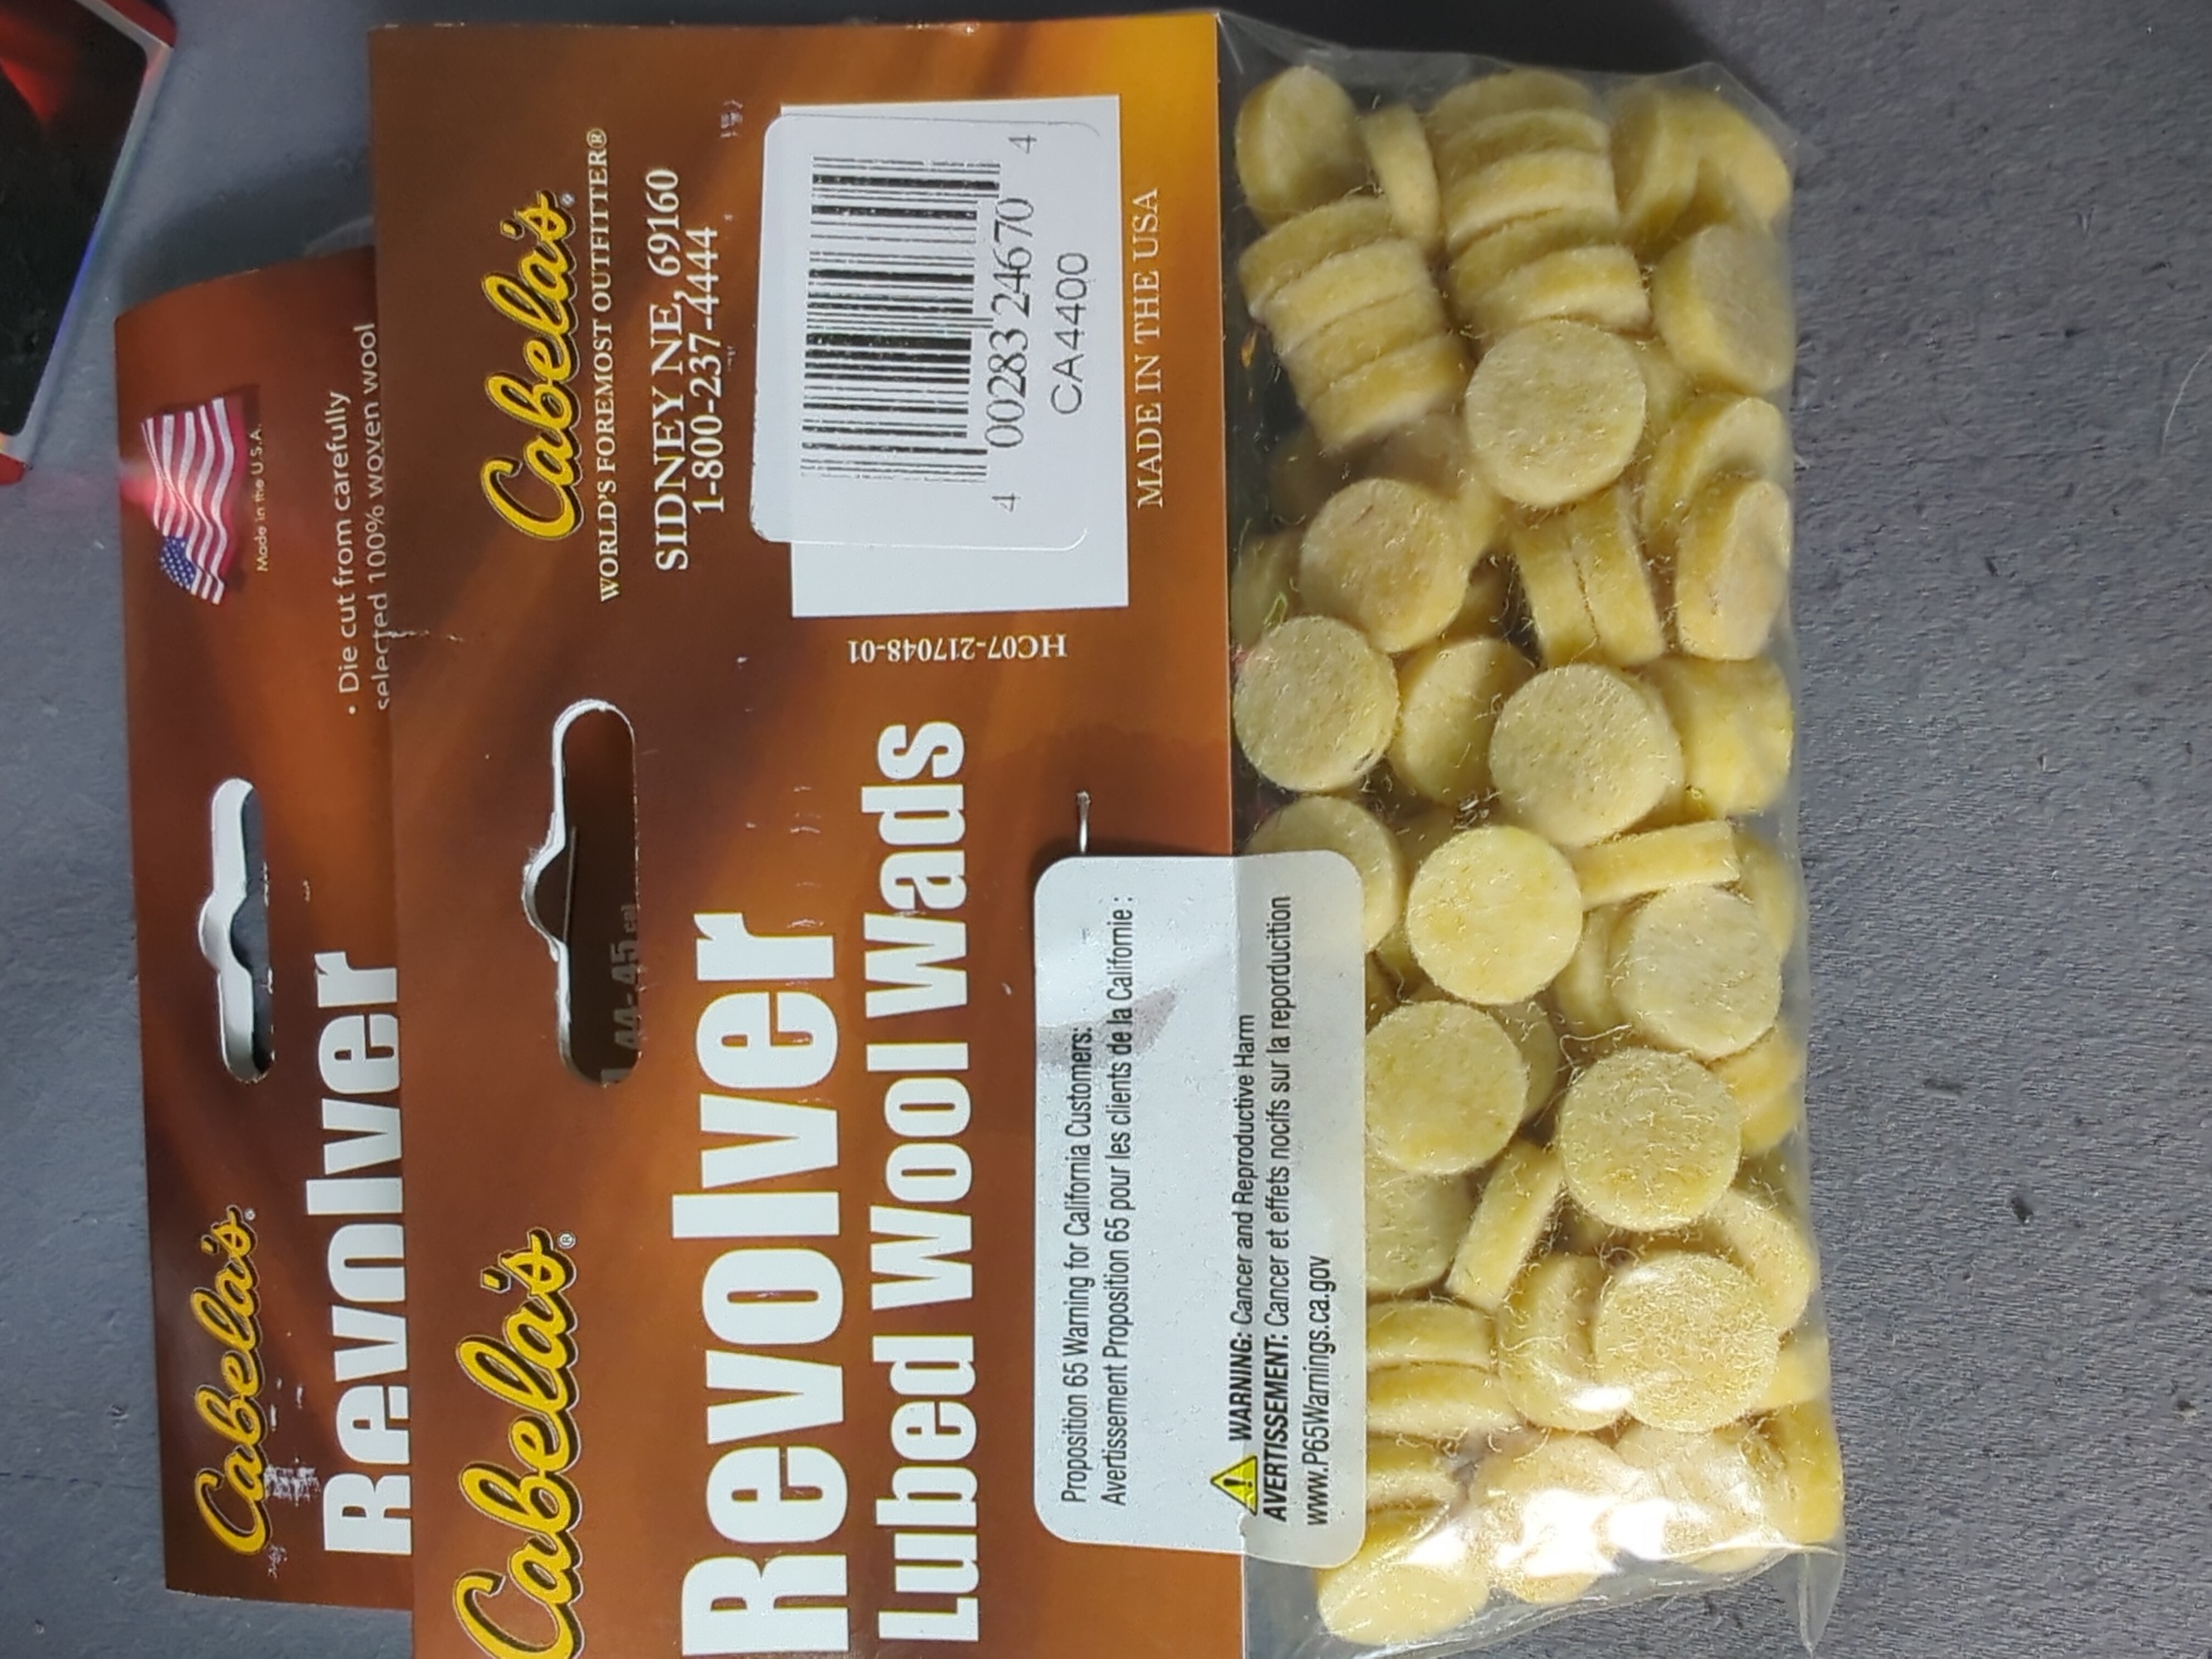 Cabela's®
Revolver
Made in the U.S.A.
• Die cut from carefully
selected 100% woven wool
Cabela's®
Revolver
Lubed Wool Wads
44-45 cal
Cabela's®
WORLD'S FOREMOST OUTFITTER®
SIDNEY NE, 69160
1-800-237-4444
4 00283 24670 4
CA4400
MADE IN THE USA
HC07-217048-01
Proposition 65 Warning for California Customers:
Avertissement Proposition 65 pour les clients de la Californie :
WARNING: Cancer and Reproductive Harm
AVERTISSEMENT: Cancer et effets nocifs sur la reporducition
www.P65Warnings.ca.gov